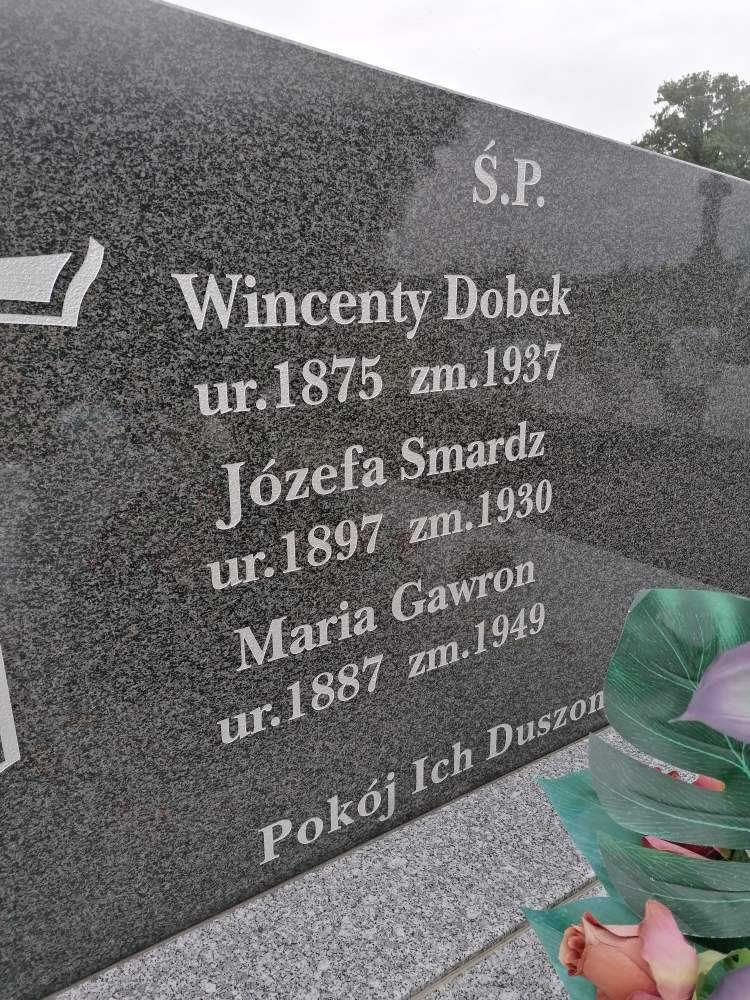 Ś.P.
Wincenty Dobek
ur.1875 zm.1937
Józefa Smardz
ur.1897 zm.1930
Maria Gawron
ur.1887 zm.1949
Pokój Ich Duszom